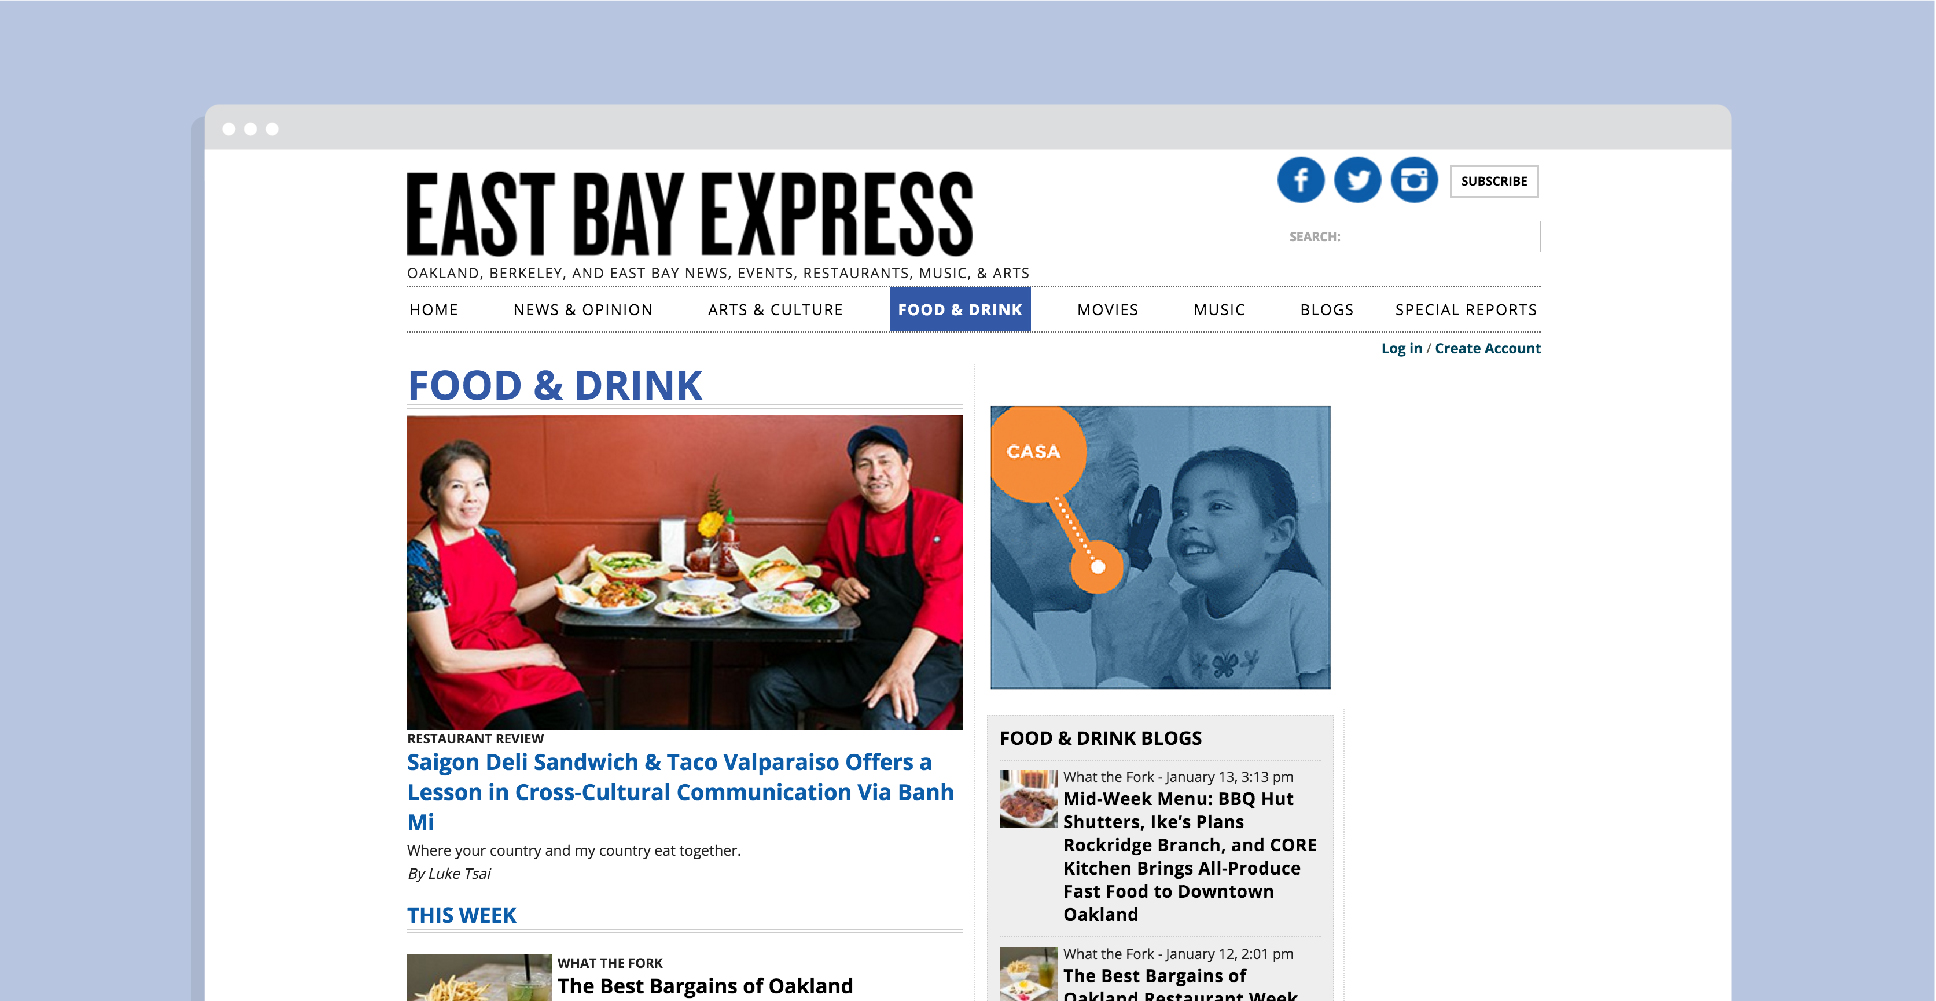 EAST BAY EXPRESS
OAKLAND, BERKELEY, AND EAST BAY NEWS, EVENTS, RESTAURANTS, MUSIC, & ARTS
SUBSCRIBE
SEARCH:
HOME NEWS & OPINION ARTS & CULTURE FOOD & DRINK MOVIES MUSIC BLOGS SPECIAL REPORTS
Log in / Create Account
FOOD & DRINK
RESTAURANT REVIEW
Saigon Deli Sandwich & Taco Valparaiso Offers a
Lesson in Cross-Cultural Communication Via Banh
Mi
Where your country and my country eat together.
By Luke Tsai
THIS WEEK
WHAT THE FORK
The Best Bargains of Oakland
CASA
FOOD & DRINK BLOGS
What the Fork - January 13, 3:13 pm
Mid-Week Menu: BBQ Hut
Shutters, Ike's Plans
Rockridge Branch, and CORE
Kitchen Brings All-Produce
Fast Food to Downtown
Oakland
What the Fork - January 12, 2:01 pm
The Best Bargains of
Oakland Restaurant Week